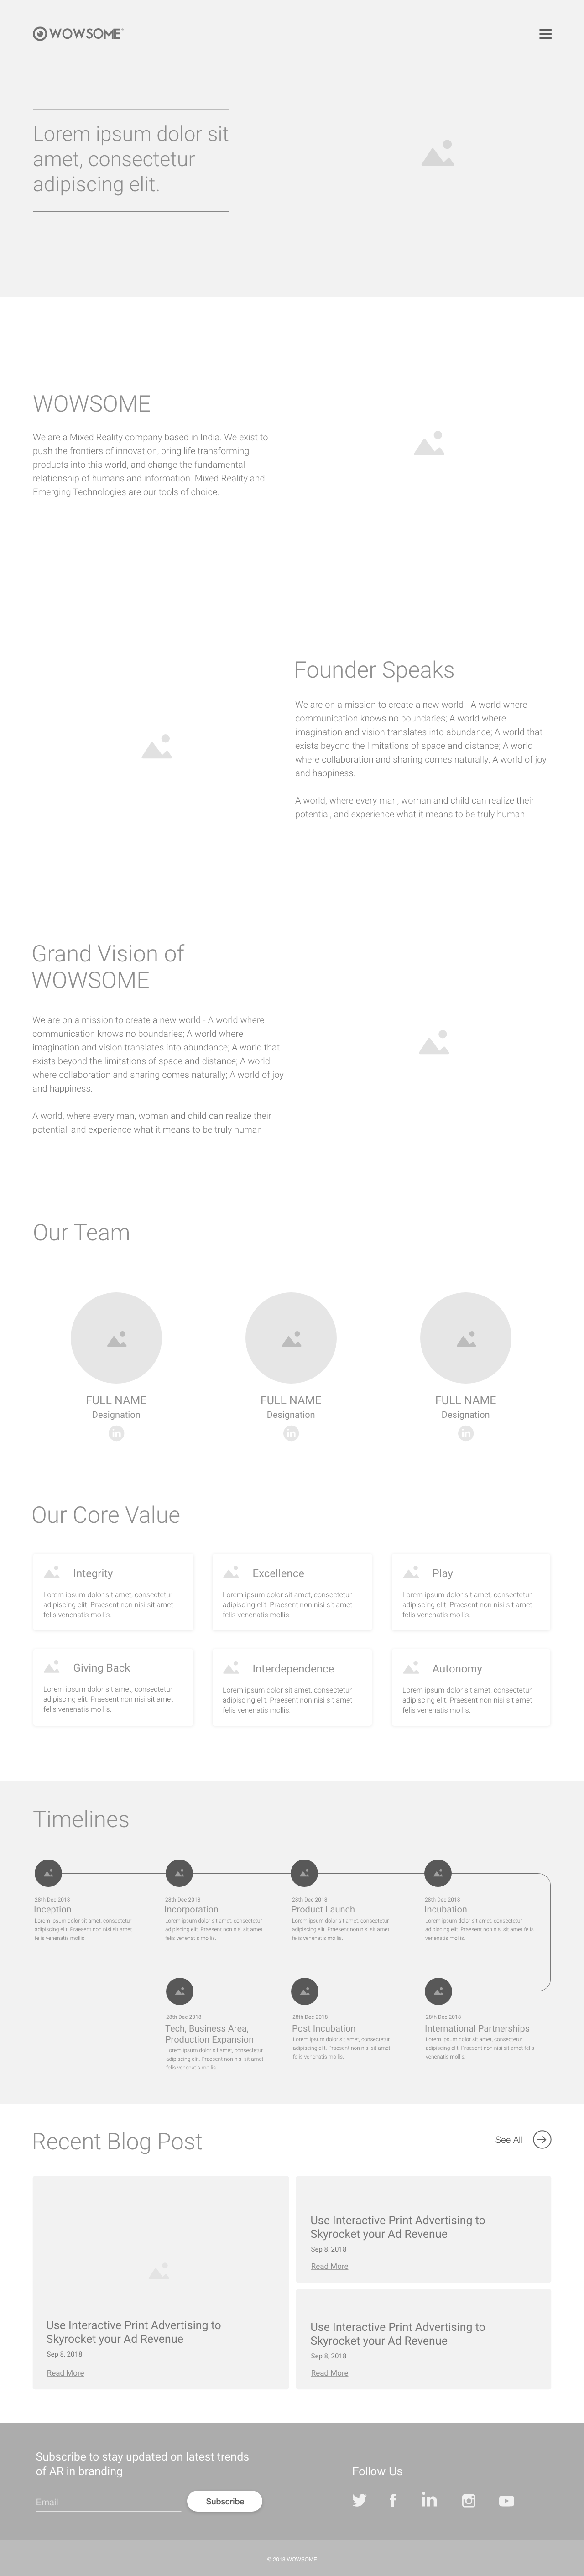 WOWSOME
Lorem ipsum dolor sit
amet, consectetur
adipiscing elit.
WOWSOME
We are a Mixed Reality company based in India. We exist to
push the frontiers of innovation, bring life transforming
products into this world, and change the fundamental
relationship of humans and information. Mixed Reality and
Emerging Technologies are our tools of choice.
Founder Speaks
We are on a mission to create a new world - A world where
communication knows no boundaries; A world where
imagination and vision translates into abundance; A world that
exists beyond the limitations of space and distance; A world
where collaboration and sharing comes naturally; A world of joy
and happiness.
A world, where every man, woman and child can realize their
potential, and experience what it means to be truly human
Grand Vision of
WOWSOME
We are on a mission to create a new world - A world where
communication knows no boundaries; A world where
imagination and vision translates into abundance; A world that
exists beyond the limitations of space and distance; A world
where collaboration and sharing comes naturally; A world of joy
and happiness.
A world, where every man, woman and child can realize their
potential, and experience what it means to be truly human
Our Team
FULL NAME
Designation
in
FULL NAME
Designation
in
FULL NAME
Designation
in
Our Core Value
Integrity
Lorem ipsum dolor sit amet, consectetur
adipiscing elit. Praesent non nisi sit amet
felis venenatis mollis.
Excellence
Lorem ipsum dolor sit amet, consectetur
adipiscing elit. Praesent non nisi sit amet
felis venenatis mollis.
Play
Lorem ipsum dolor sit amet, consectetur
adipiscing elit. Praesent non nisi sit amet
felis venenatis mollis.
Giving Back
Lorem ipsum dolor sit amet, consectetur
adipiscing elit. Praesent non nisi sit amet
felis venenatis mollis.
Interdependence
Lorem ipsum dolor sit amet, consectetur
adipiscing elit. Praesent non nisi sit amet
felis venenatis mollis.
Autonomy
Lorem ipsum dolor sit amet, consectetur
adipiscing elit. Praesent non nisi sit amet
felis venenatis mollis.
Timelines
28th Dec 2018
Inception
Lorem ipsum dolor sit amet, consectetur
adipiscing elit. Praesent non nisi sit amet
felis venenatis mollis.
28th Dec 2018
Incorporation
Lorem ipsum dolor sit amet, consectetur
adipiscing elit. Praesent non nisi sit amet
felis venenatis mollis.
28th Dec 2018
Product Launch
Lorem ipsum dolor sit amet, consectetur
adipiscing elit. Praesent non nisi sit amet
felis venenatis mollis.
28th Dec 2018
Incubation
Lorem ipsum dolor sit amet, consectetur
adipiscing elit. Praesent non nisi sit amet felis
venenatis mollis.
28th Dec 2018
Tech, Business Area,
Production Expansion
Lorem ipsum dolor sit amet, consectetur
adipiscing elit. Praesent non nisi sit amet
felis venenatis mollis.
28th Dec 2018
Post Incubation
Lorem ipsum dolor sit amet, consectetur
adipiscing elit. Praesent non nisi sit amet
felis venenatis mollis.
28th Dec 2018
International Partnerships
Lorem ipsum dolor sit amet, consectetur
adipiscing elit. Praesent non nisi sit amet felis
venenatis mollis.
Recent Blog Post
See All
Use Interactive Print Advertising to
Skyrocket your Ad Revenue
Sep 8, 2018
Read More
Use Interactive Print Advertising to
Skyrocket your Ad Revenue
Sep 8, 2018
Read More
Use Interactive Print Advertising to
Skyrocket your Ad Revenue
Sep 8, 2018
Read More
Subscribe to stay updated on latest trends
of AR in branding
Email
Subscribe
Follow Us
© 2018 WOWSOME